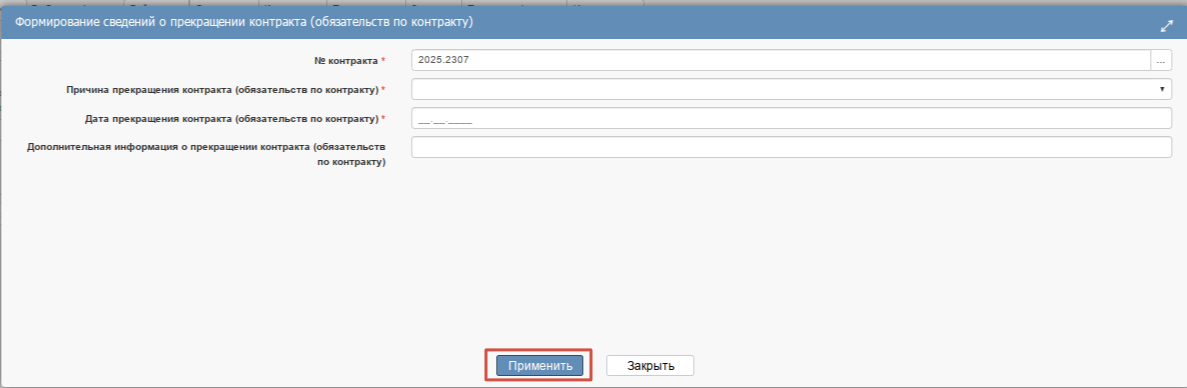 Формирование сведений о прекращении контракта (обязательств по контракту)
№ контракта * 2025.2307 ...
Причина прекращения контракта (обязательств по контракту) *
Дата прекращения контракта (обязательств по контракту) * __.__.____
Дополнительная информация о прекращении контракта (обязательств
по контракту)
Применить Закрыть